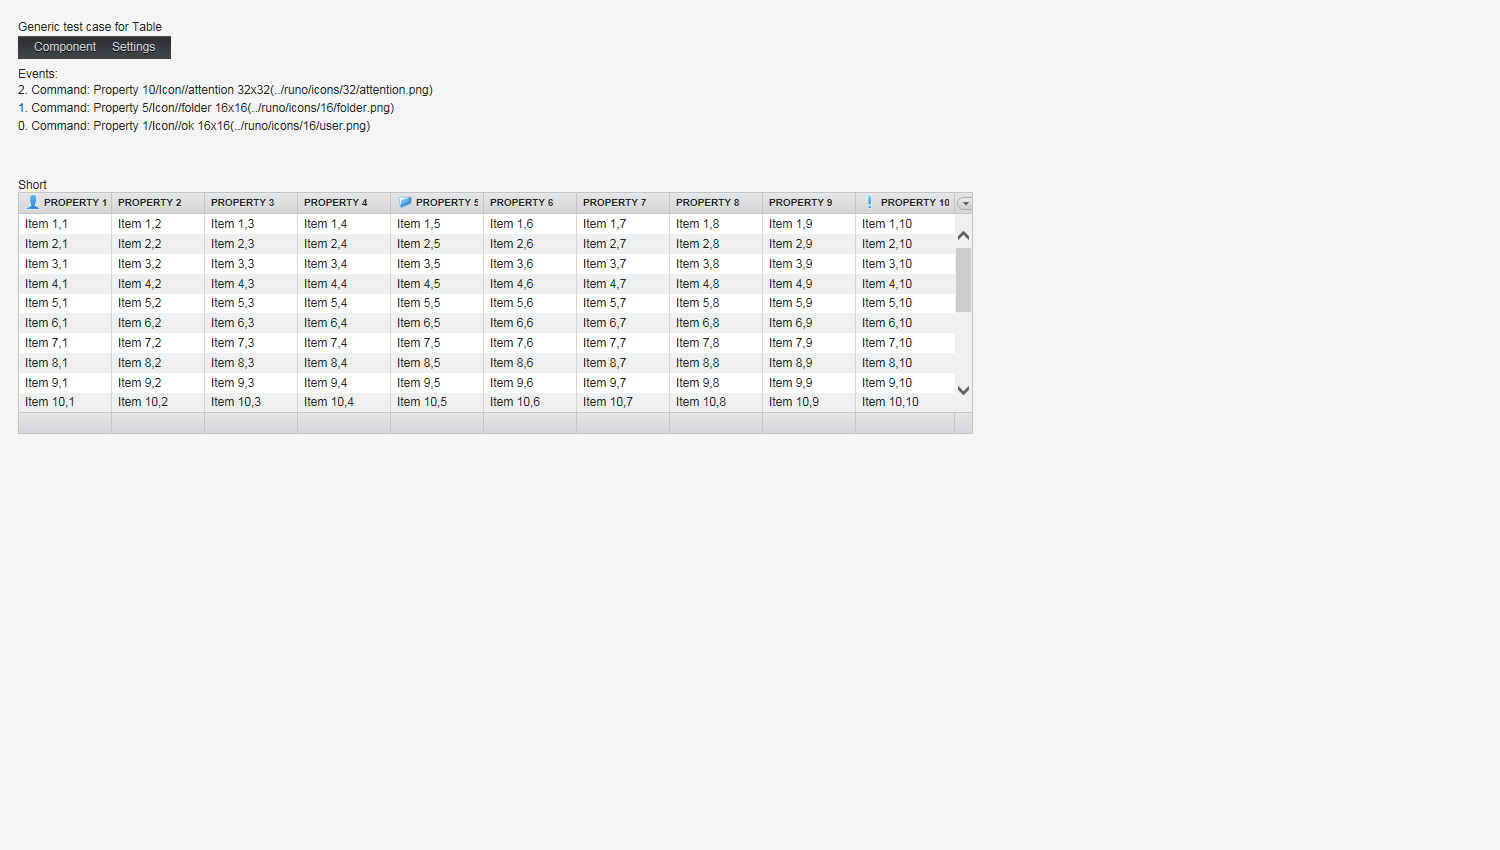 Generic test case for Table
Component Settings
Events:
2. Command: Property 10/Icon//attention 32x32(../runo/icons/32/attention.png)
1. Command: Property 5/Icon//folder 16x16(../runo/icons/16/folder.png)
0. Command: Property 1/Icon//ok 16x16(../runo/icons/16/user.png)
Short
PROPERTY 1 PROPERTY 2 PROPERTY 3 PROPERTY 4 PROPERTY 5 PROPERTY 6 PROPERTY 7 PROPERTY 8 PROPERTY 9 PROPERTY 10
Item 1,1 Item 1,2 Item 1,3 Item 1,4 Item 1,5 Item 1,6 Item 1,7 Item 1,8 Item 1,9 Item 1,10
Item 2,1 Item 2,2 Item 2,3 Item 2,4 Item 2,5 Item 2,6 Item 2,7 Item 2,8 Item 2,9 Item 2,10
Item 3,1 Item 3,2 Item 3,3 Item 3,4 Item 3,5 Item 3,6 Item 3,7 Item 3,8 Item 3,9 Item 3,10
Item 4,1 Item 4,2 Item 4,3 Item 4,4 Item 4,5 Item 4,6 Item 4,7 Item 4,8 Item 4,9 Item 4,10
Item 5,1 Item 5,2 Item 5,3 Item 5,4 Item 5,5 Item 5,6 Item 5,7 Item 5,8 Item 5,9 Item 5,10
Item 6,1 Item 6,2 Item 6,3 Item 6,4 Item 6,5 Item 6,6 Item 6,7 Item 6,8 Item 6,9 Item 6,10
Item 7,1 Item 7,2 Item 7,3 Item 7,4 Item 7,5 Item 7,6 Item 7,7 Item 7,8 Item 7,9 Item 7,10
Item 8,1 Item 8,2 Item 8,3 Item 8,4 Item 8,5 Item 8,6 Item 8,7 Item 8,8 Item 8,9 Item 8,10
Item 9,1 Item 9,2 Item 9,3 Item 9,4 Item 9,5 Item 9,6 Item 9,7 Item 9,8 Item 9,9 Item 9,10
Item 10,1 Item 10,2 Item 10,3 Item 10,4 Item 10,5 Item 10,6 Item 10,7 Item 10,8 Item 10,9 Item 10,10